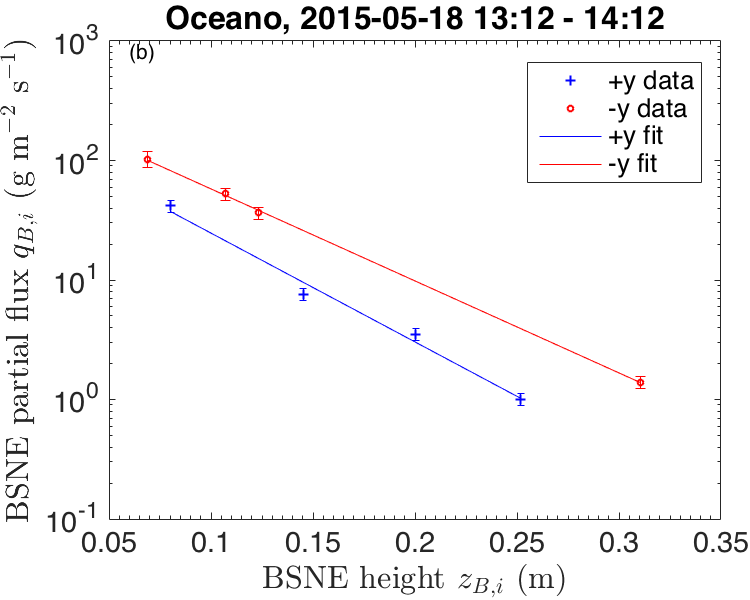 Oceano, 2015-05-18 13:12 - 14:12
(b)
+y data
-y data
+y fit
-y fit
10³
10²
10¹
10⁰
10⁻¹
BSNE partial flux q_{B,i} (g m⁻² s⁻¹)
0.05 0.1 0.15 0.2 0.25 0.3 0.35
BSNE height z_{B,i} (m)